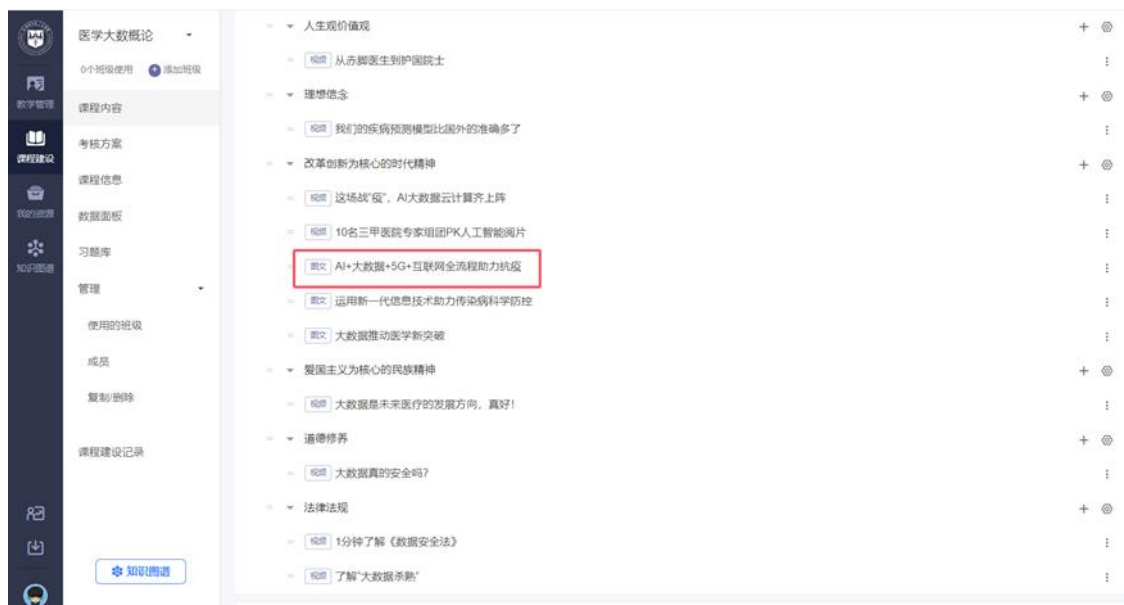 医学大数概论
0个班级使用 添加班级
教学管理
课程建设
我的资源
知识图谱
课程内容
考核方案
课程信息
数据面板
习题库
管理
使用的班级
成员
复制/删除
课程建设记录
知识图谱
人生观价值观
视频 从赤脚医生到护国院士
理想信念
视频 我们的疾病预测模型比国外的准确多了
改革创新为核心的时代精神
视频 这场战“疫”，AI大数据云计算齐上阵
视频 10名三甲医院专家组团PK人工智能阅片
图文 AI+大数据+5G+互联网全流程助力抗疫
图文 运用新一代信息技术助力传染病科学防控
图文 大数据推动医学新突破
爱国主义为核心的民族精神
视频 大数据是未来医疗的发展方向，真好！
道德修养
视频 大数据真的安全吗?
法律法规
视频 1分钟了解《数据安全法》
视频 了解“大数据杀熟”